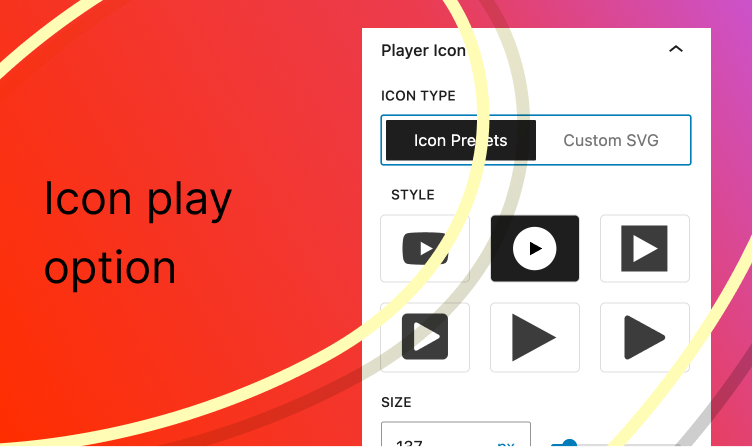 Player Icon
ICON TYPE
Icon Presets
Custom SVG
Icon play
option
STYLE
SIZE
137
px